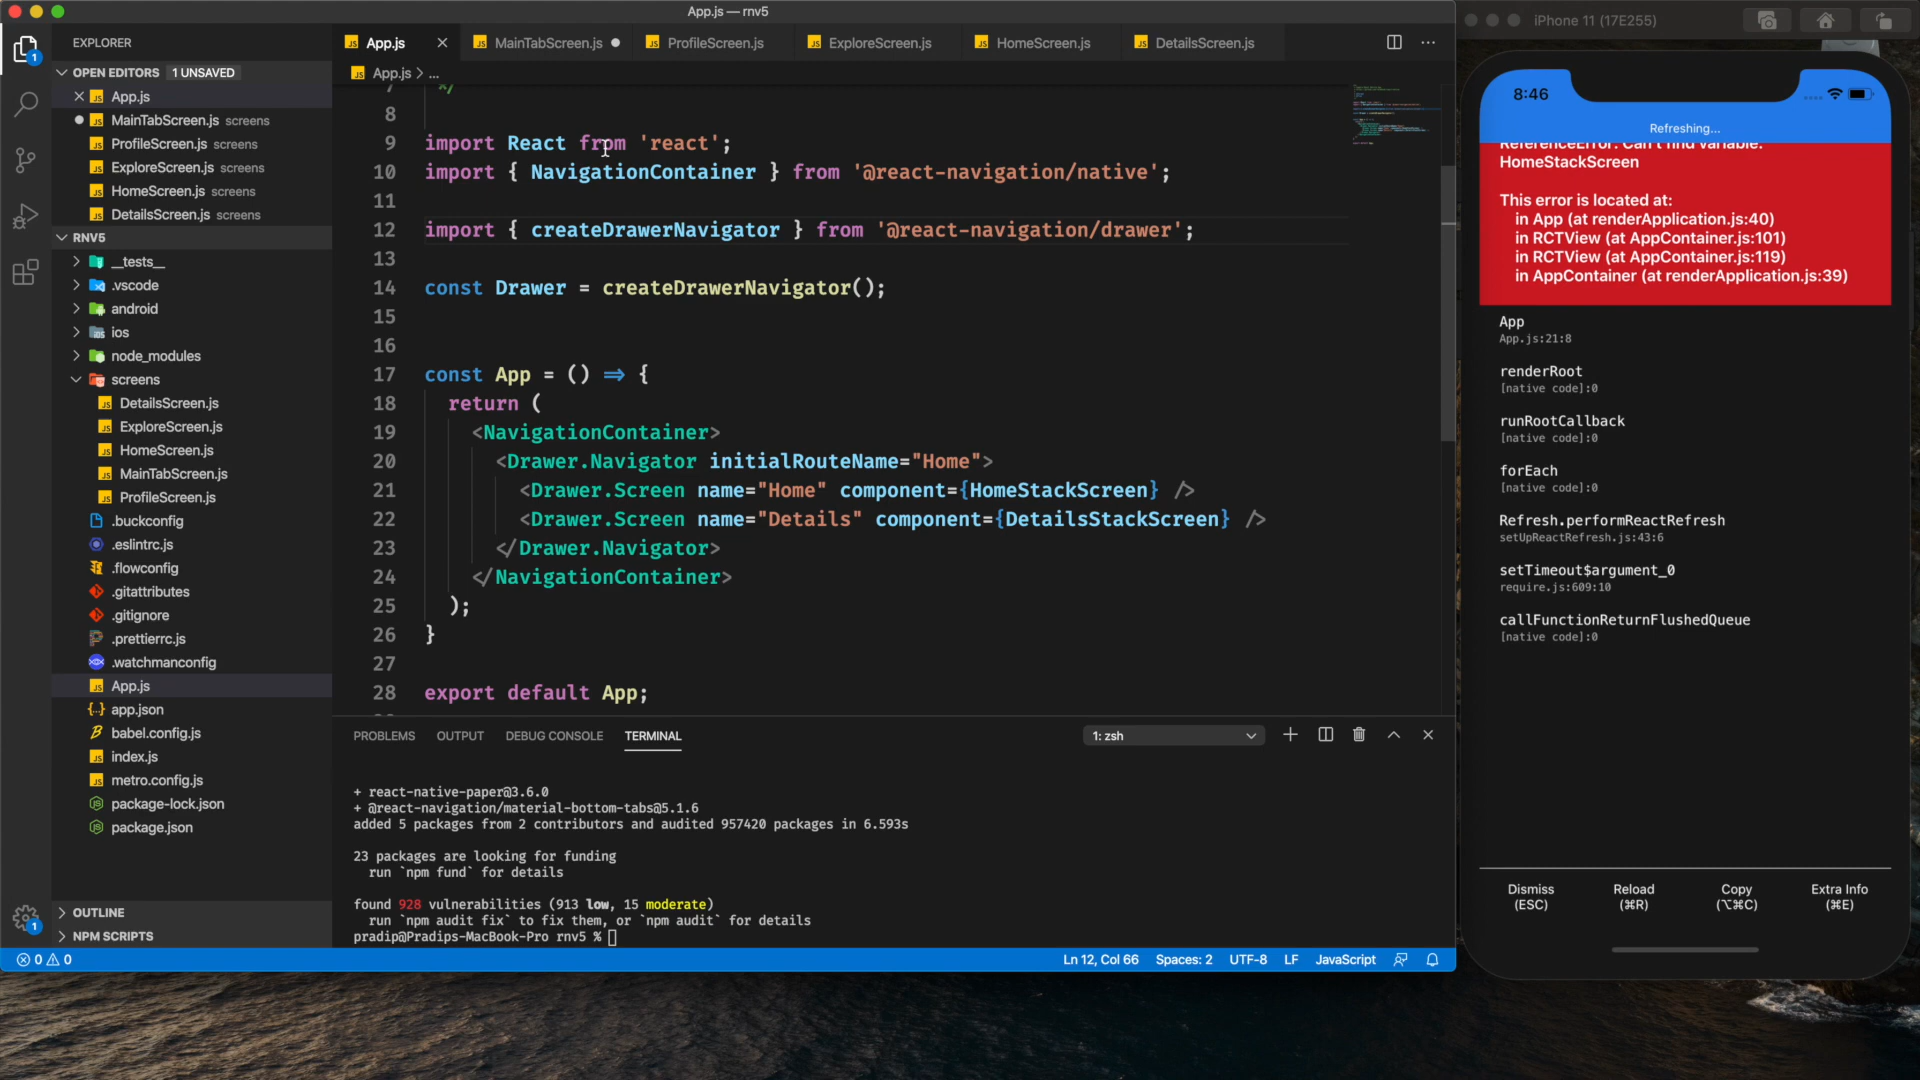 App.js — rnv5
EXPLORER
OPEN EDITORS 1 UNSAVED
App.js
MainTabScreen.js screens
ProfileScreen.js screens
ExploreScreen.js screens
HomeScreen.js screens
DetailsScreen.js screens
RNV5
__tests__
.vscode
android
ios
node_modules
screens
DetailsScreen.js
ExploreScreen.js
HomeScreen.js
MainTabScreen.js
ProfileScreen.js
.buckconfig
.eslintrc.js
.flowconfig
.gitattributes
.gitignore
.prettierrc.js
.watchmanconfig
App.js
app.json
babel.config.js
index.js
metro.config.js
package-lock.json
package.json
OUTLINE
NPM SCRIPTS
App.js MainTabScreen.js ProfileScreen.js ExploreScreen.js HomeScreen.js DetailsScreen.js
App.js > ...
7 */
8
9 import React from 'react';
10 import { NavigationContainer } from '@react-navigation/native';
11
12 import { createDrawerNavigator } from '@react-navigation/drawer';
13
14 const Drawer = createDrawerNavigator();
15
16
17 const App = () => {
18 return (
19 <NavigationContainer>
20 <Drawer.Navigator initialRouteName="Home">
21 <Drawer.Screen name="Home" component={HomeStackScreen} />
22 <Drawer.Screen name="Details" component={DetailsStackScreen} />
23 </Drawer.Navigator>
24 </NavigationContainer>
25 );
26 }
27
28 export default App;
PROBLEMS OUTPUT DEBUG CONSOLE TERMINAL 1: zsh
+ react-native-paper@3.6.0
+ @react-navigation/material-bottom-tabs@5.1.6
added 5 packages from 2 contributors and audited 957420 packages in 6.593s
23 packages are looking for funding
run `npm fund` for details
found 928 vulnerabilities (913 low, 15 moderate)
run `npm audit fix` to fix them, or `npm audit` for details
pradip@Pradips-MacBook-Pro rnv5 %
0 0 Ln 12, Col 66 Spaces: 2 UTF-8 LF JavaScript
iPhone 11 (17E255)
8:46
Refreshing...
ReferenceError: Can't find variable:
HomeStackScreen
This error is located at:
in App (at renderApplication.js:40)
in RCTView (at AppContainer.js:101)
in RCTView (at AppContainer.js:119)
in AppContainer (at renderApplication.js:39)
App
App.js:21:8
renderRoot
[native code]:0
runRootCallback
[native code]:0
forEach
[native code]:0
Refresh.performReactRefresh
setUpReactRefresh.js:43:6
setTimeout$argument_0
require.js:609:10
callFunctionReturnFlushedQueue
[native code]:0
Dismiss Reload Copy Extra Info
(ESC) (⌘R) (⌥⌘C) (⌘E)